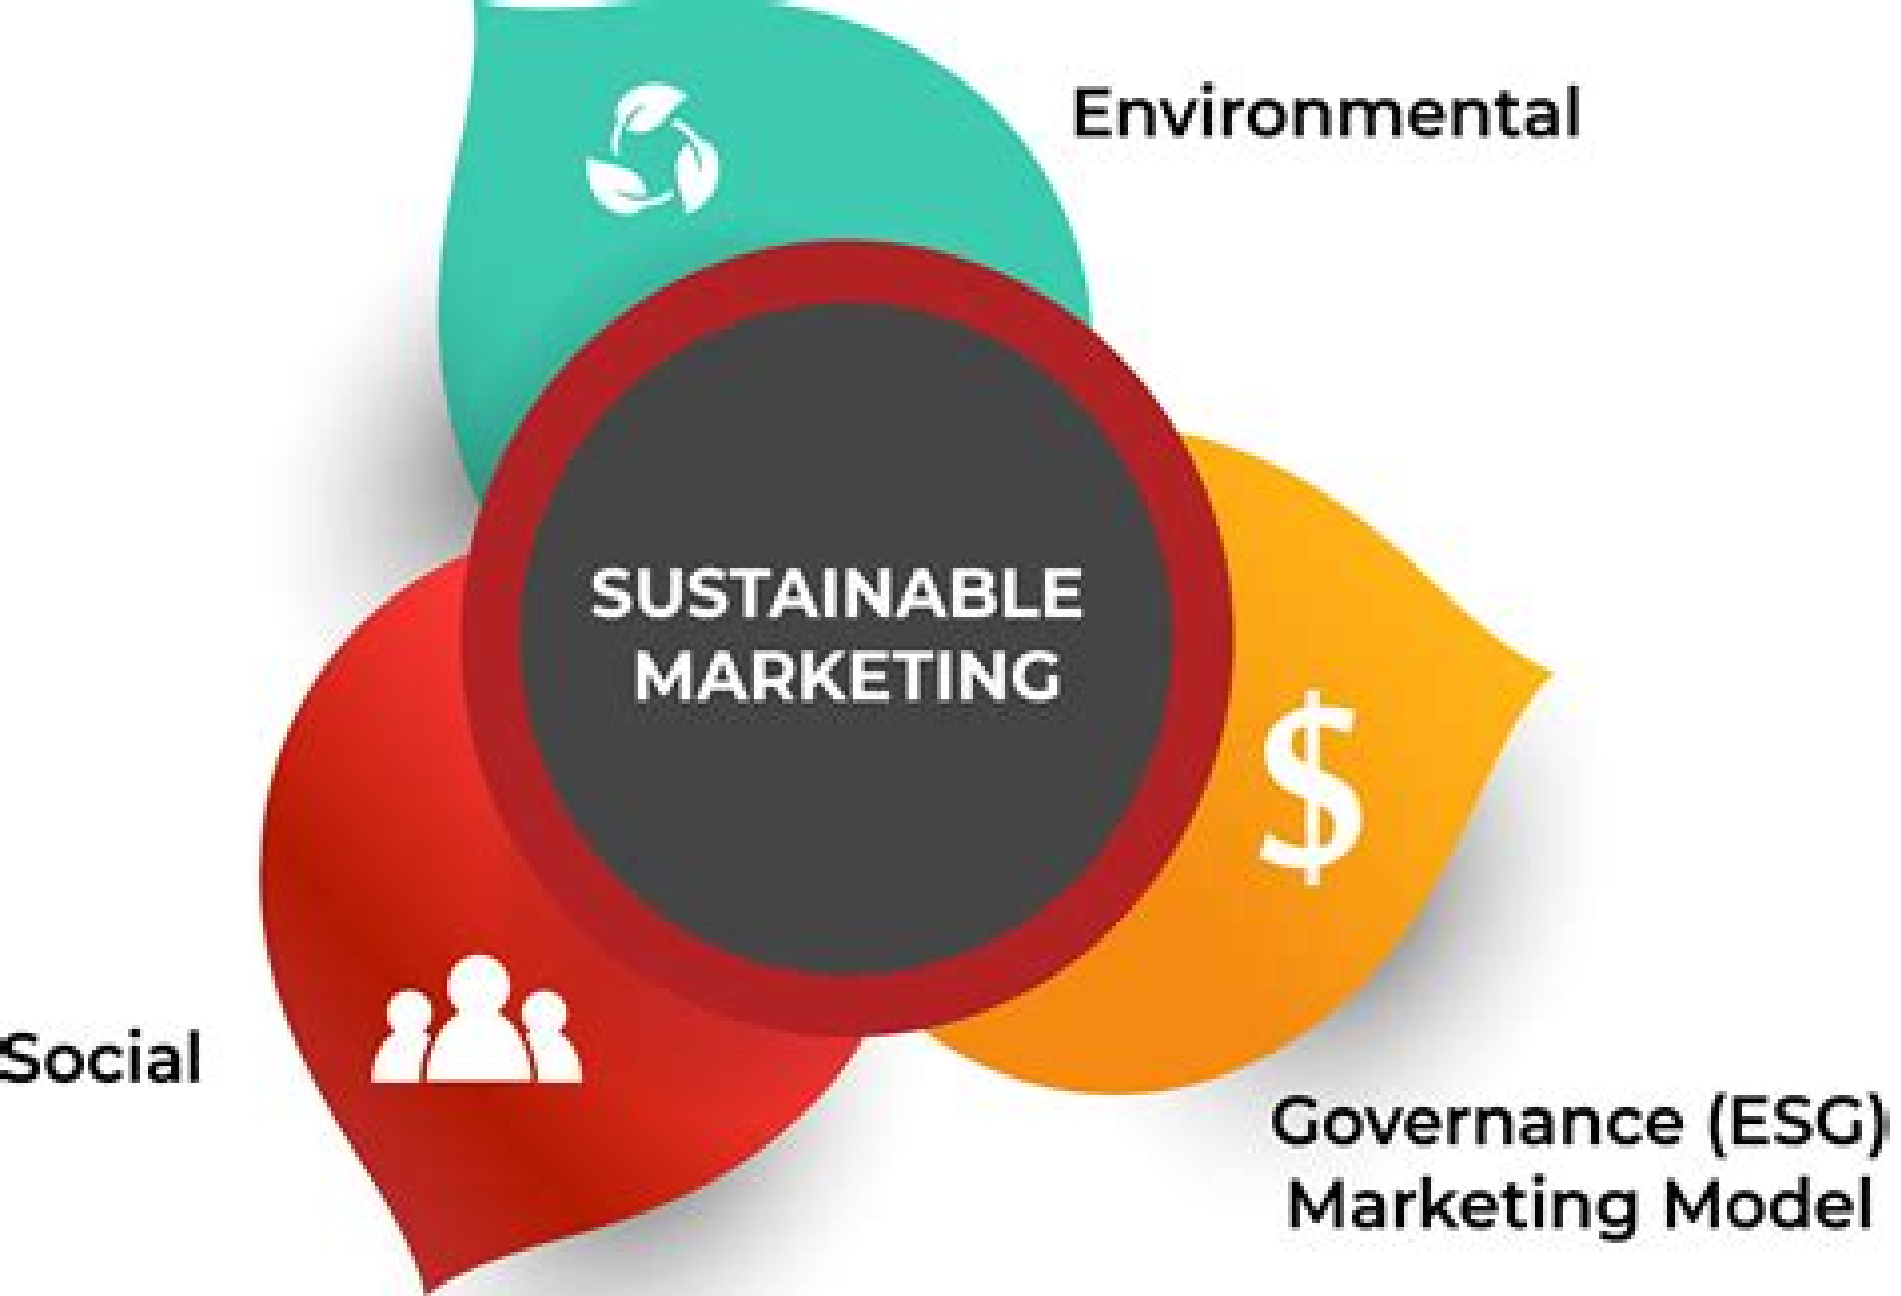 Environmental
SUSTAINABLE
MARKETING
$
Social
Governance (ESG)
Marketing Model